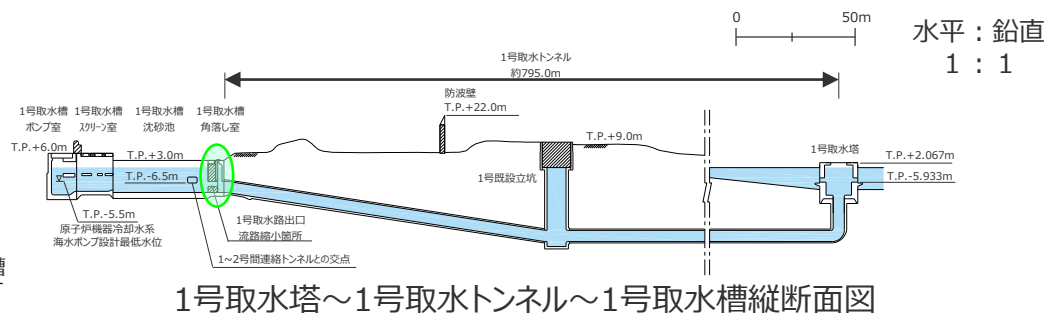 0 50m
水平：鉛直
1：1
1号取水トンネル
約795.0m
防波壁
T.P.+22.0m
1号取水槽 1号取水槽 1号取水槽 1号取水槽
ポンプ室 スクリーン室 沈砂池 角落し室
T.P.+6.0m
T.P.+3.0m
T.P.+9.0m
1号取水塔
T.P.+2.067m
T.P.-6.5m
1号既設立坑
T.P.-5.933m
T.P.-5.5m
原子炉機器冷却水系
海水ポンプ設計最低水位
1号取水路出口
流路縮小箇所
1~2号間連絡トンネルとの交点
槽
1号取水塔～1号取水トンネル～1号取水槽縦断面図